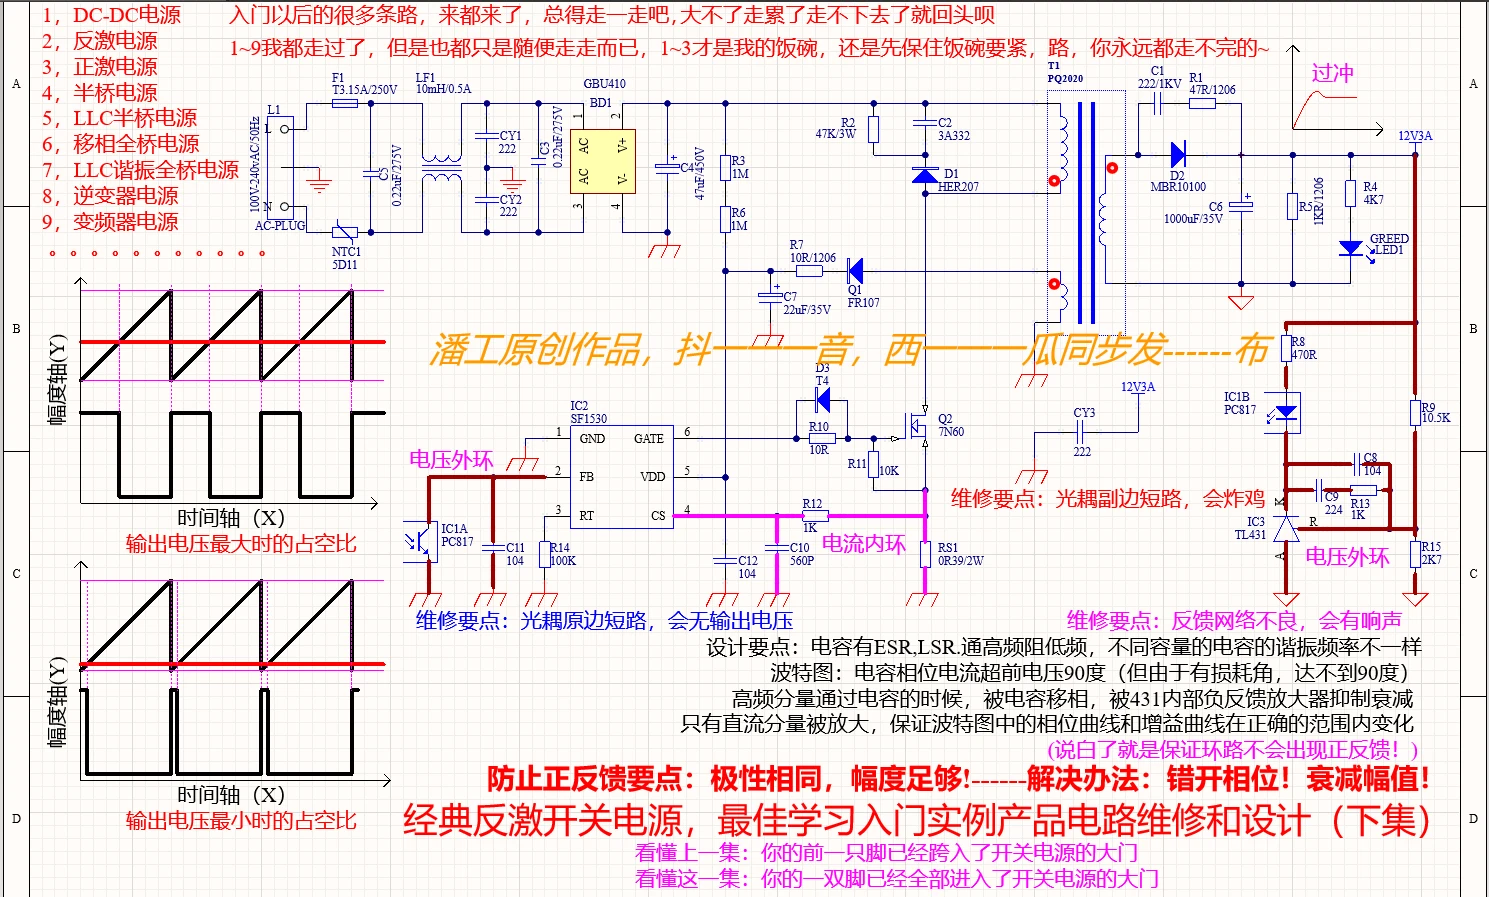 1，DC-DC电源
2，反激电源
3，正激电源
4，半桥电源
5，LLC半桥电源
6，移相全桥电源
7，LLC谐振全桥电源
8，逆变器电源
9，变频器电源
。。。。。。。。。。。
入门以后的很多条路，来都来了，总得走一走吧,大不了走累了走不下去了就回头呗
1~9我都走过了，但是也都只是随便走走而已，1~3才是我的饭碗，还是先保住饭碗要紧，路，你永远都走不完的~
A
B
C
D
A
B
C
D
L1
L
N
100V-240vAC/50Hz
AC-PLUG
F1
T3.15A/250V
NTC1
5D11
C5
0.22uF/275V
LF1
10mH/0.5A
CY1
222
CY2
222
C3
0.22uF/275V
GBU410
BD1
1
2
3
4
AC
AC
V+
V-
C4
47uF/450V
R3
1M
R6
1M
R2
47K/3W
C2
3A332
D1
HER207
T1
PQ2020
C1
222/1KV
R1
47R/1206
D2
MBR10100
C6
1000uF/35V
R5
1KR/1206
R4
4K7
GREED
LED1
12V3A
过冲
R7
10R/1206
Q1
FR107
C7
22uF/35V
潘工原创作品，抖一一一音，西一一一瓜同步发------布
幅度轴(Y)
时间轴（X）
输出电压最大时的占空比
幅度轴(Y)
时间轴（X）
输出电压最小时的占空比
D3
T4
R10
10R
R11
10K
Q2
7N60
IC2
SF1530
1
GND
2
FB
3
RT
GATE
6
VDD
5
CS
4
电压外环
IC1A
PC817
C11
104
R14
100K
C12
104
C10
560P
R12
1K
电流内环
RS1
0R39/2W
CY3
222
12V3A
维修要点：光耦副边短路，会炸鸡
R8
470R
IC1B
PC817
R9
10.5K
C8
104
C9
224
R13
1K
IC3
TL431
K
R
A
R15
2K7
电压外环
维修要点：光耦原边短路，会无输出电压
维修要点：反馈网络不良，会有响声
设计要点：电容有ESR,LSR.通高频阻低频，不同容量的电容的谐振频率不一样
波特图：电容相位电流超前电压90度（但由于有损耗角，达不到90度）
高频分量通过电容的时候，被电容移相，被431内部负反馈放大器抑制衰减
只有直流分量被放大，保证波特图中的相位曲线和增益曲线在正确的范围内变化
(说白了就是保证环路不会出现正反馈！)
防止正反馈要点：极性相同，幅度足够!------解决办法：错开相位！衰减幅值！
经典反激开关电源，最佳学习入门实例产品电路维修和设计（下集）
看懂上一集：你的前一只脚已经跨入了开关电源的大门
看懂这一集：你的一双脚已经全部进入了开关电源的大门